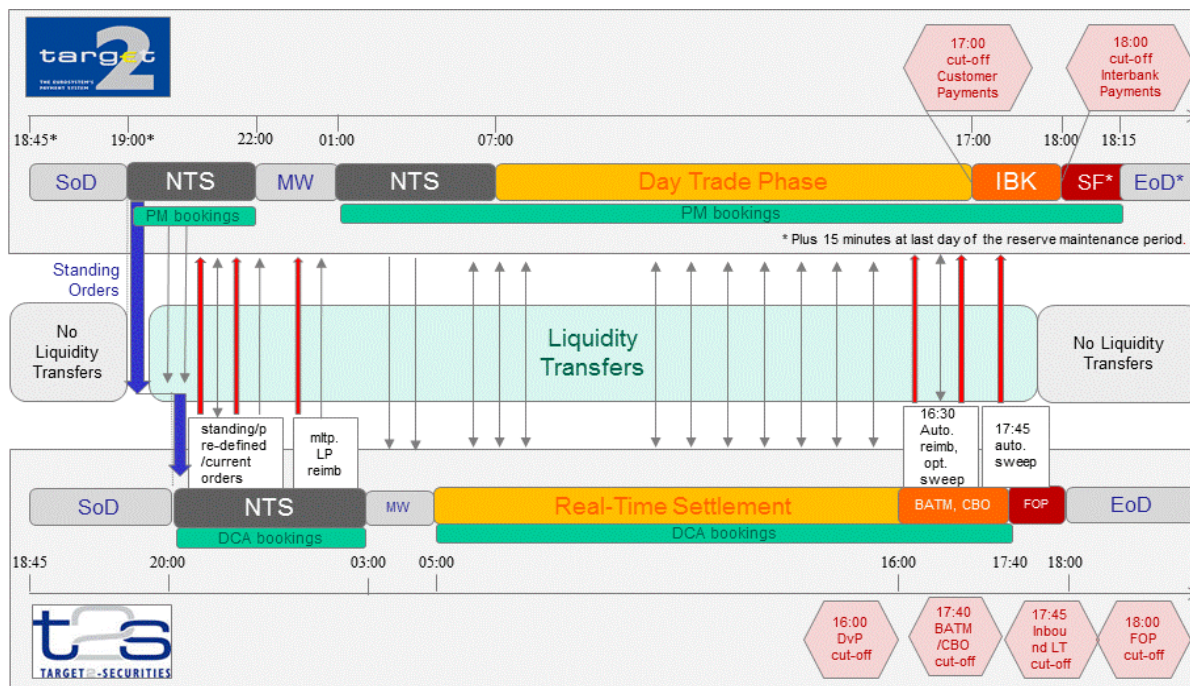 target
2
THE EUROSYSTEM'S
PAYMENT SYSTEM
17:00
cut-off
Customer
Payments
18:00
cut-off
Interbank
Payments
18:45*
19:00*
22:00
01:00
07:00
17:00
18:00
18:15
SoD
NTS
MW
NTS
Day Trade Phase
IBK
SF*
EoD*
PM bookings
PM bookings
* Plus 15 minutes at last day of the reserve maintenance period.
Standing
Orders
No
Liquidity
Transfers
Liquidity
Transfers
No Liquidity
Transfers
standing/p
re-defined
/current
orders
mltp.
LP
reimb
16:30
Auto.
reimb,
opt.
sweep
17:45
auto.
sweep
SoD
NTS
MW
Real-Time Settlement
BATM, CBO
FOP
EoD
DCA bookings
DCA bookings
18:45
20:00
03:00
05:00
16:00
17:40
18:00
16:00
DvP
cut-off
17:40
BATM
/CBO
cut-off
17:45
Inbou
nd LT
cut-off
18:00
FOP
cut-off
t2s
TARGET2-SECURITIES